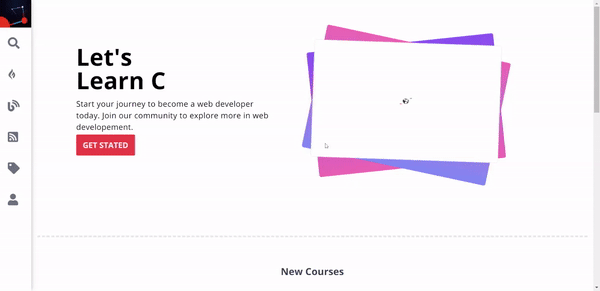 Let's
Learn C
Start your journey to become a web developer
today. Join our community to explore more in web
developement.
GET STATED
New Courses